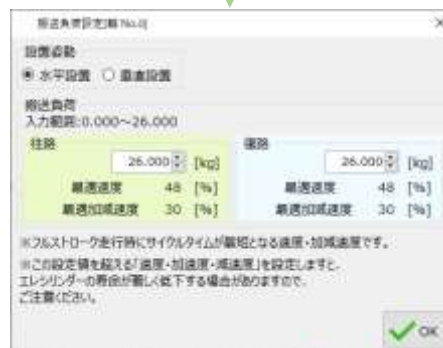 搬送負荷設定[軸 No.0]
設置姿勢
水平設置 垂直設置
搬送負荷
入力範囲:0.000～26.000
往路 復路
26.000 [kg] 26.000 [kg]
最適速度 48 [%] 最適速度 48 [%]
最適加減速度 30 [%] 最適加減速度 30 [%]
※フルストローク走行時にサイクルタイムが最短となる速度・加減速度です。
※この設定値を超える「速度・加速度・減速度」を設定しますと、
エレシリンダーの寿命が著しく低下する場合がありますので、
ご注意ください。
OK